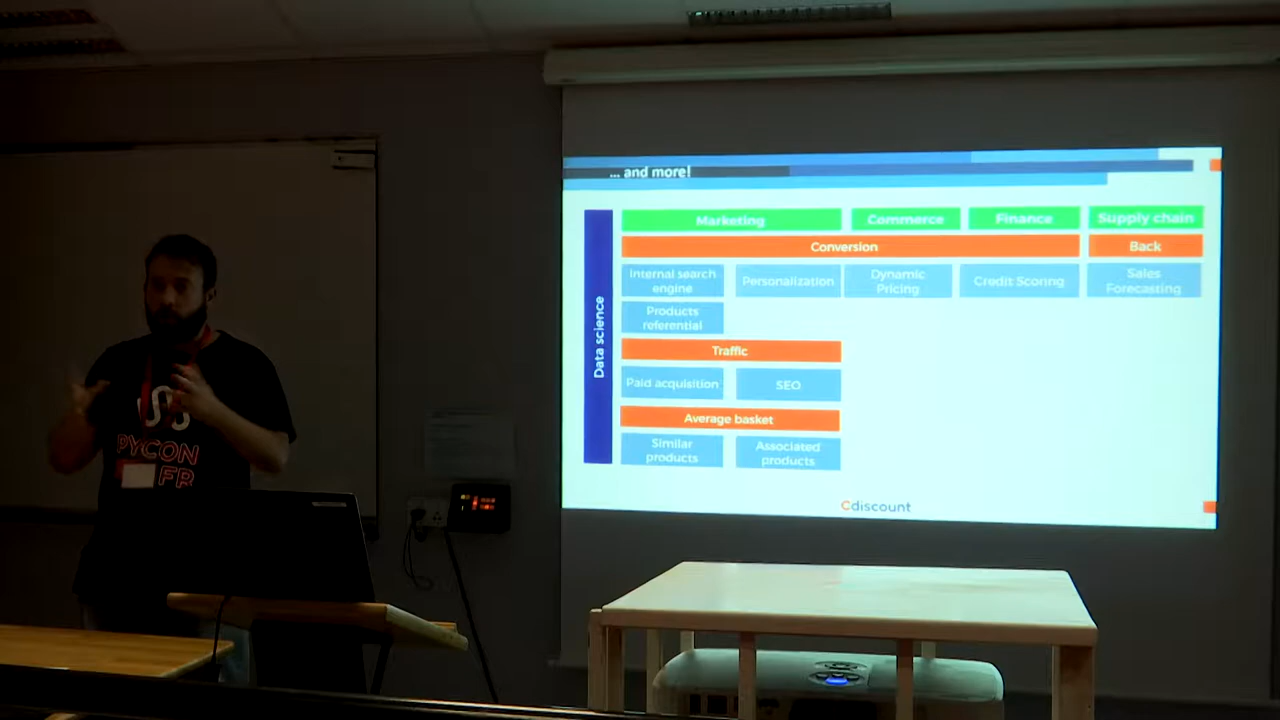 ... and more!
Marketing
Commerce
Finance
Supply chain
Conversion
Back
Internal search
engine
Personalization
Dynamic
Pricing
Credit Scoring
Sales
Forecasting
Products
referential
Data science
Traffic
Paid acquisition
SEO
Average basket
Similar
products
Associated
products
Cdiscount
PYCON
FR